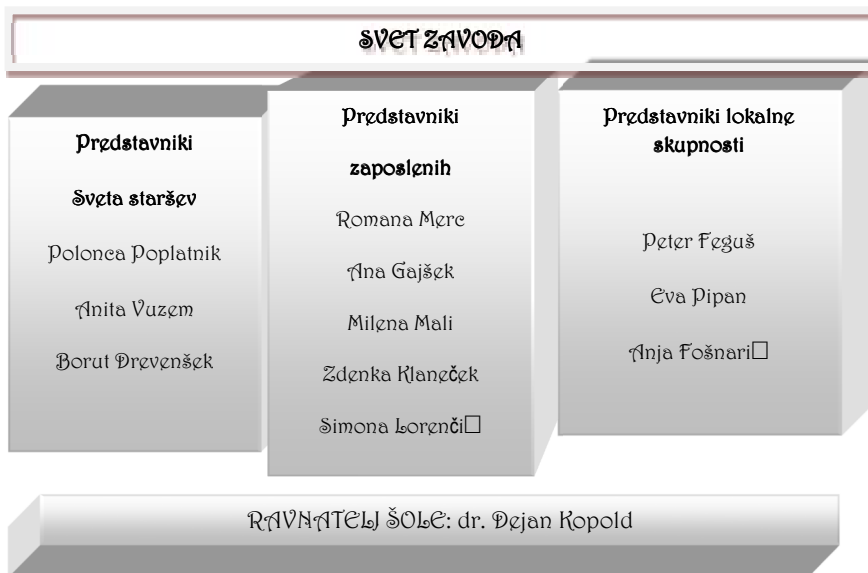 SVET ZAVODA
Predstavniki
Sveta staršev
Polonca Poplatnik
Anita Vuzem
Borut Drevenšek
Predstavniki
zaposlenih
Romana Merc
Ana Gajšek
Milena Mali
Zdenka Klaneček
Simona Lorenči□
Predstavniki lokalne
skupnosti
Peter Feguš
Eva Pipan
Anja Fošnari□
RAVNATELJ ŠOLE: dr. Dejan Kopold